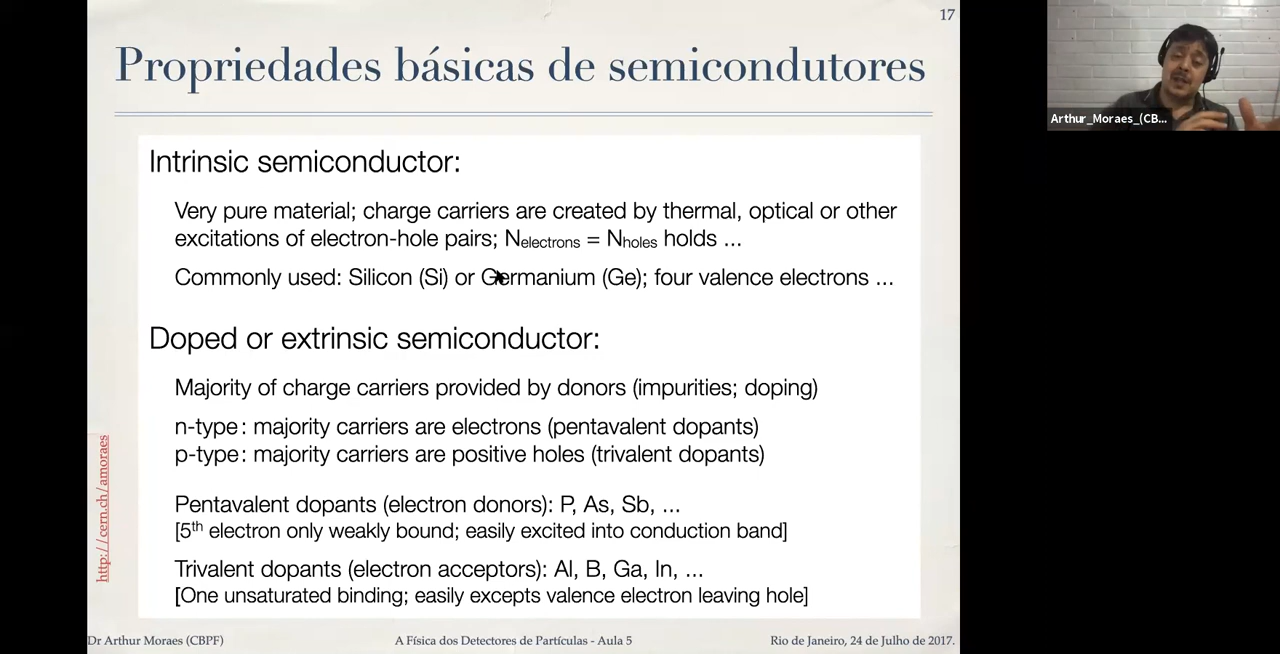 17
Propriedades básicas de semicondutores
Arthur_Moraes_(CB...
Intrinsic semiconductor:
Very pure material; charge carriers are created by thermal, optical or other
excitations of electron-hole pairs; Nelectrons = Nholes holds ...
Commonly used: Silicon (Si) or Germanium (Ge); four valence electrons ...
Doped or extrinsic semiconductor:
Majority of charge carriers provided by donors (impurities; doping)
n-type: majority carriers are electrons (pentavalent dopants)
p-type: majority carriers are positive holes (trivalent dopants)
Pentavalent dopants (electron donors): P, As, Sb, ...
[5th electron only weakly bound; easily excited into conduction band]
Trivalent dopants (electron acceptors): Al, B, Ga, In, ...
[One unsaturated binding; easily excepts valence electron leaving hole]
http://cern.ch/amoraes
Dr Arthur Moraes (CBPF)
A Física dos Detectores de Partículas - Aula 5
Rio de Janeiro, 24 de Julho de 2017.